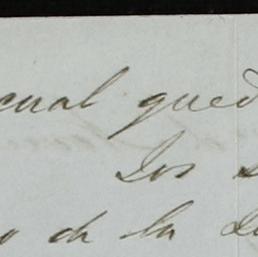 cual qued
Los s
o de la